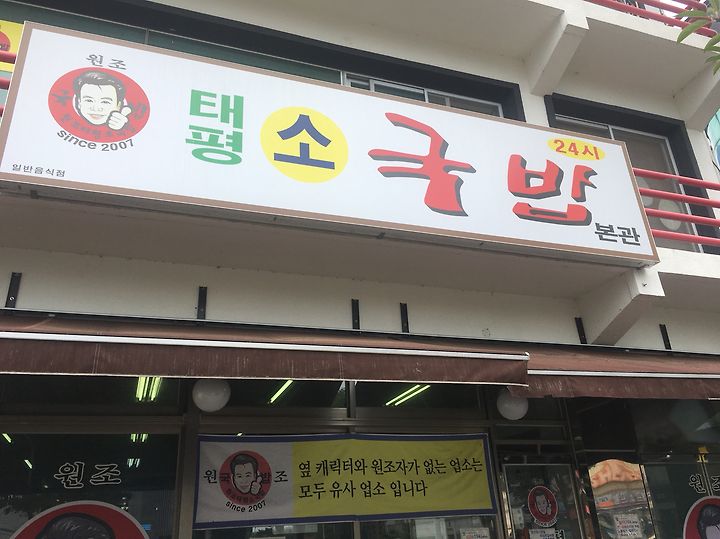 원조
since 2007
일반음식점
태평
소
국밥
24시
본관
원조
원국밥조
since 2007
옆 캐릭터와 원조자가 없는 업소는
모두 유사 업소 입니다